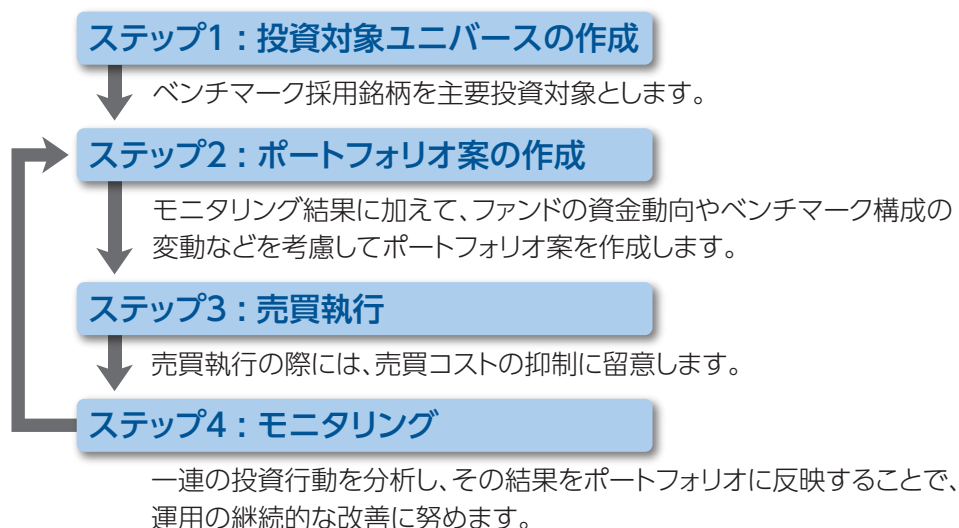 ステップ1：投資対象ユニバースの作成
ベンチマーク採用銘柄を主要投資対象とします。
ステップ2：ポートフォリオ案の作成
モニタリング結果に加えて、ファンドの資金動向やベンチマーク構成の
変動などを考慮してポートフォリオ案を作成します。
ステップ3：売買執行
売買執行の際には、売買コストの抑制に留意します。
ステップ4：モニタリング
一連の投資行動を分析し、その結果をポートフォリオに反映することで、
運用の継続的な改善に努めます。